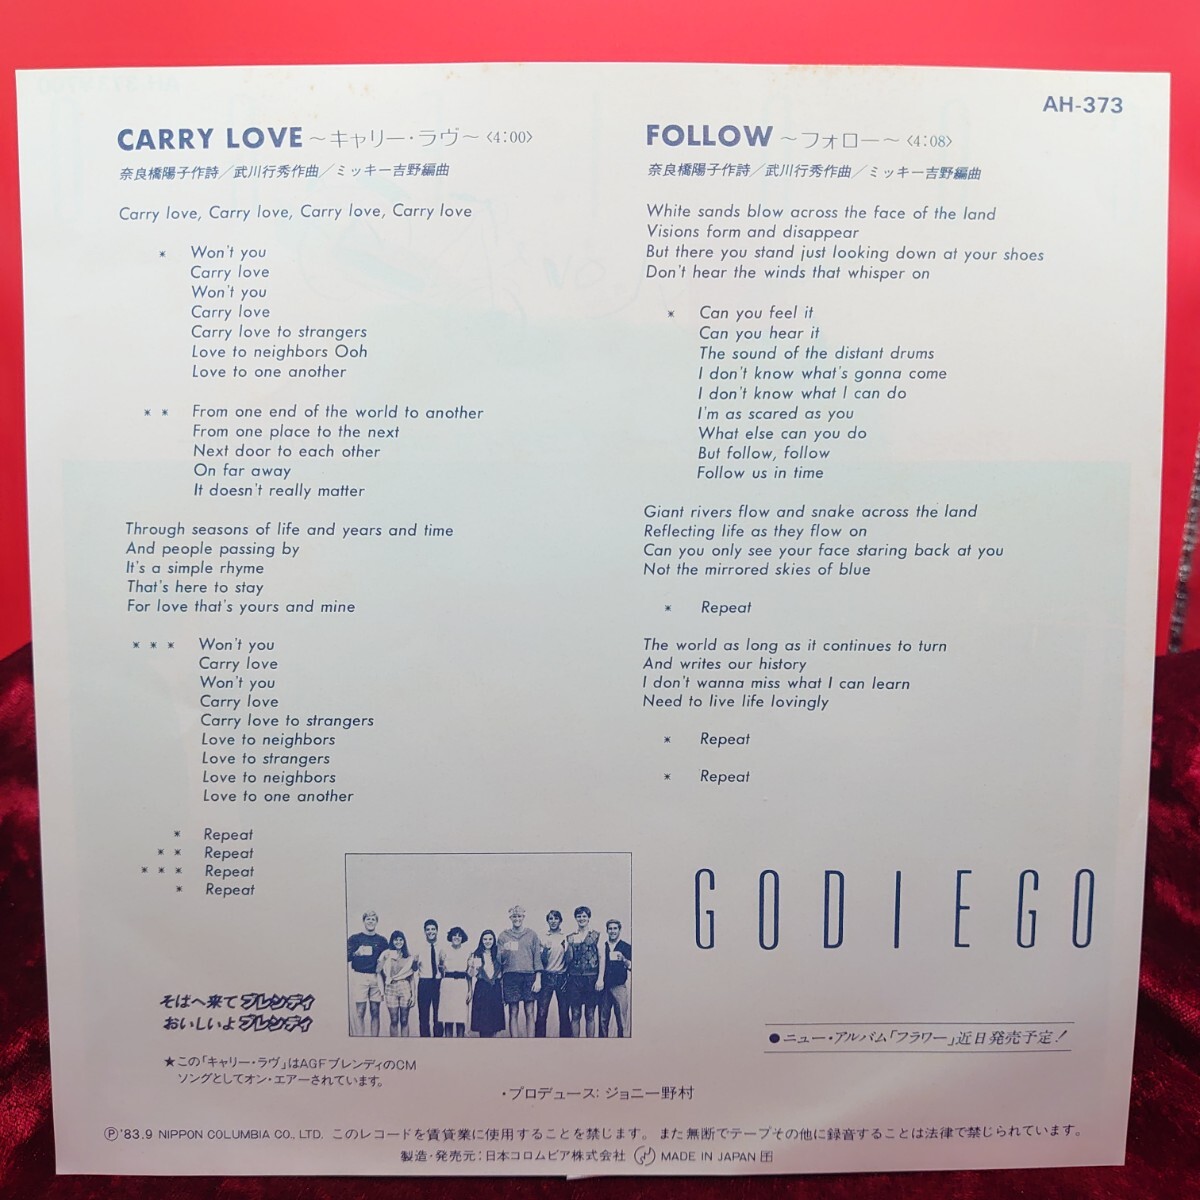 AH-373
CARRY LOVE ～キャリー・ラヴ～〈4:00〉
奈良橋陽子作詩／武川行秀作曲／ミッキー吉野編曲
Carry love, Carry love, Carry love, Carry love
* Won't you
Carry love
Won't you
Carry love
Carry love to strangers
Love to neighbors Ooh
Love to one another
* * From one end of the world to another
From one place to the next
Next door to each other
On far away
It doesn't really matter
Through seasons of life and years and time
And people passing by
It's a simple rhyme
That's here to stay
For love that's yours and mine
* * * Won't you
Carry love
Won't you
Carry love
Carry love to strangers
Love to neighbors
Love to strangers
Love to neighbors
Love to one another
* Repeat
* * Repeat
* * * Repeat
* Repeat
FOLLOW ～フォロー～〈4:08〉
奈良橋陽子作詩／武川行秀作曲／ミッキー吉野編曲
White sands blow across the face of the land
Visions form and disappear
But there you stand just looking down at your shoes
Don't hear the winds that whisper on
* Can you feel it
Can you hear it
The sound of the distant drums
I don't know what's gonna come
I don't know what I can do
I'm as scared as you
What else can you do
But follow, follow
Follow us in time
Giant rivers flow and snake across the land
Reflecting life as they flow on
Can you only see your face staring back at you
Not the mirrored skies of blue
* Repeat
The world as long as it continues to turn
And writes our history
I don't wanna miss what I can learn
Need to live life lovingly
* Repeat
* Repeat
GODIEGO
そばへ来てブレンディ
おいしいよブレンディ
★この「キャリー・ラヴ」はAGFブレンディのCM
ソングとしてオン・エアーされています。
●ニュー・アルバム「フラワー」近日発売予定！
・プロデュース：ジョニー野村
Ⓟ'83.9 NIPPON COLUMBIA CO., LTD. このレコードを賃貸業に使用することを禁じます。また無断でテープその他に録音することは法律で禁じられています。
製造・発売元：日本コロムビア株式会社 MADE IN JAPAN